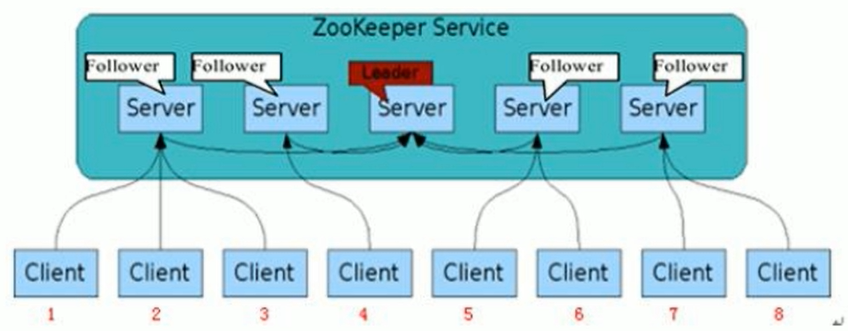 ZooKeeper Service
Follower Follower Leader Follower Follower
Server Server Server Server Server
Client Client Client Client Client Client Client Client
1 2 3 4 5 6 7 8